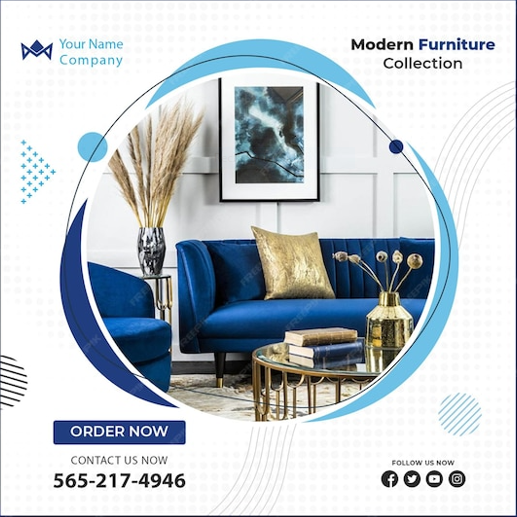 Your Name
Company
Modern Furniture
Collection
ORDER NOW
CONTACT US NOW
565-217-4946
FOLLOW US NOW